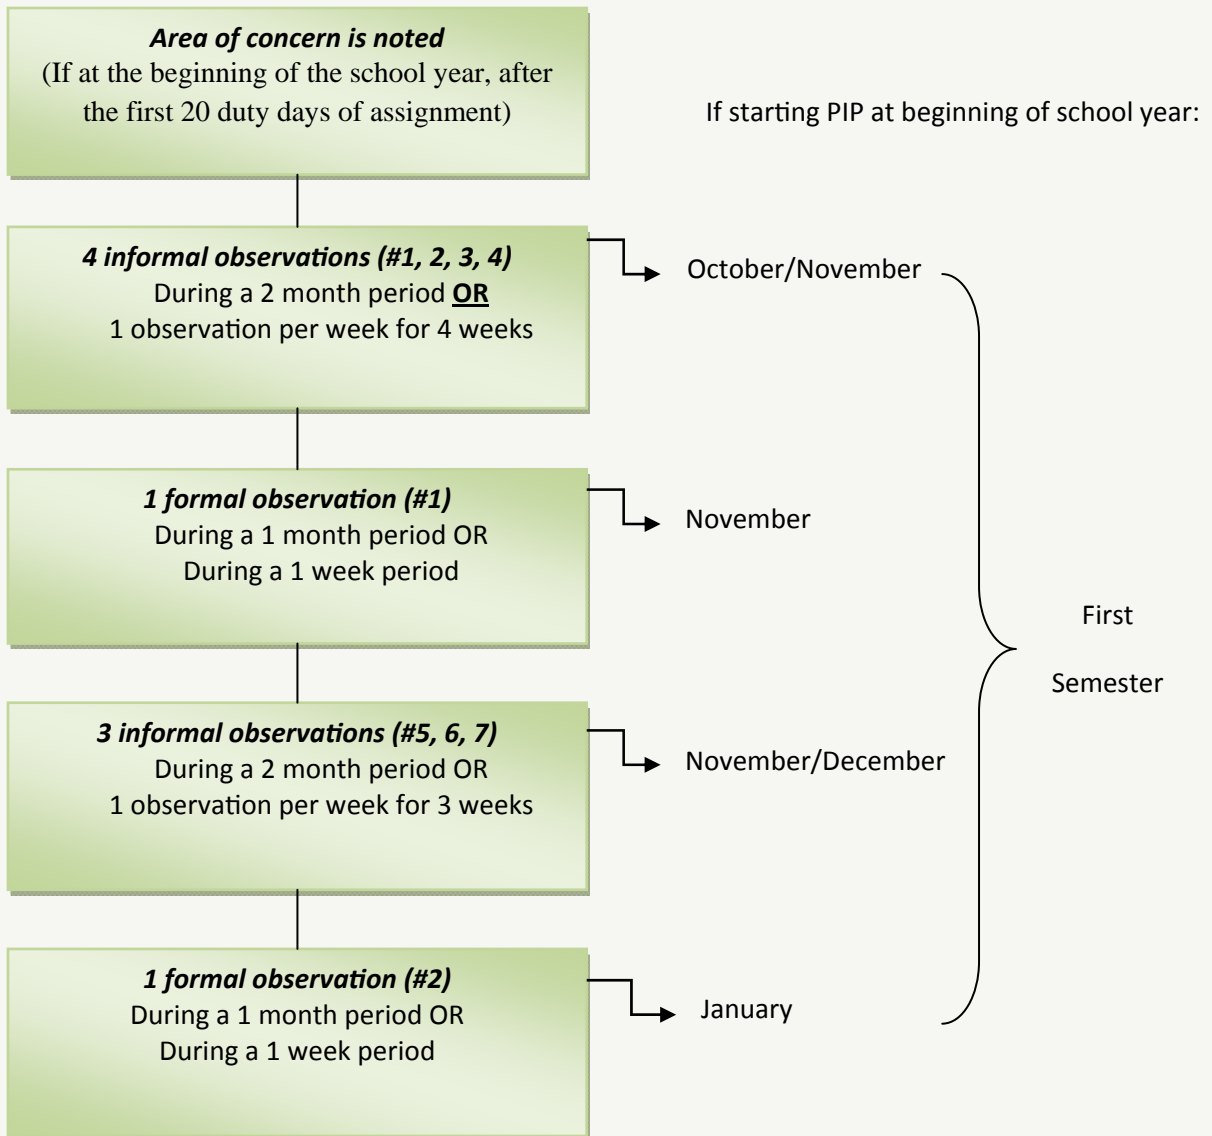 Area of concern is noted
(If at the beginning of the school year, after
the first 20 duty days of assignment)
If starting PIP at beginning of school year:
4 informal observations (#1, 2, 3, 4)
During a 2 month period OR
1 observation per week for 4 weeks
October/November
1 formal observation (#1)
During a 1 month period OR
During a 1 week period
November
First
Semester
3 informal observations (#5, 6, 7)
During a 2 month period OR
1 observation per week for 3 weeks
November/December
1 formal observation (#2)
During a 1 month period OR
During a 1 week period
January